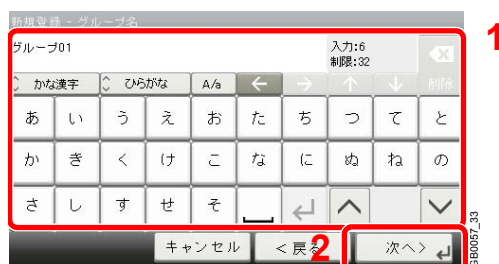 新規登録 - グループ名
グループ01
入力:6
制限:32
かな漢字 ひらがな A/a ← → ↑ ↓ 削除
あ い う え お た ち つ て と
か き く け こ な に ぬ ね の
さ し す せ そ
キャンセル < 戻る 次へ >
1
2
GB0057_33